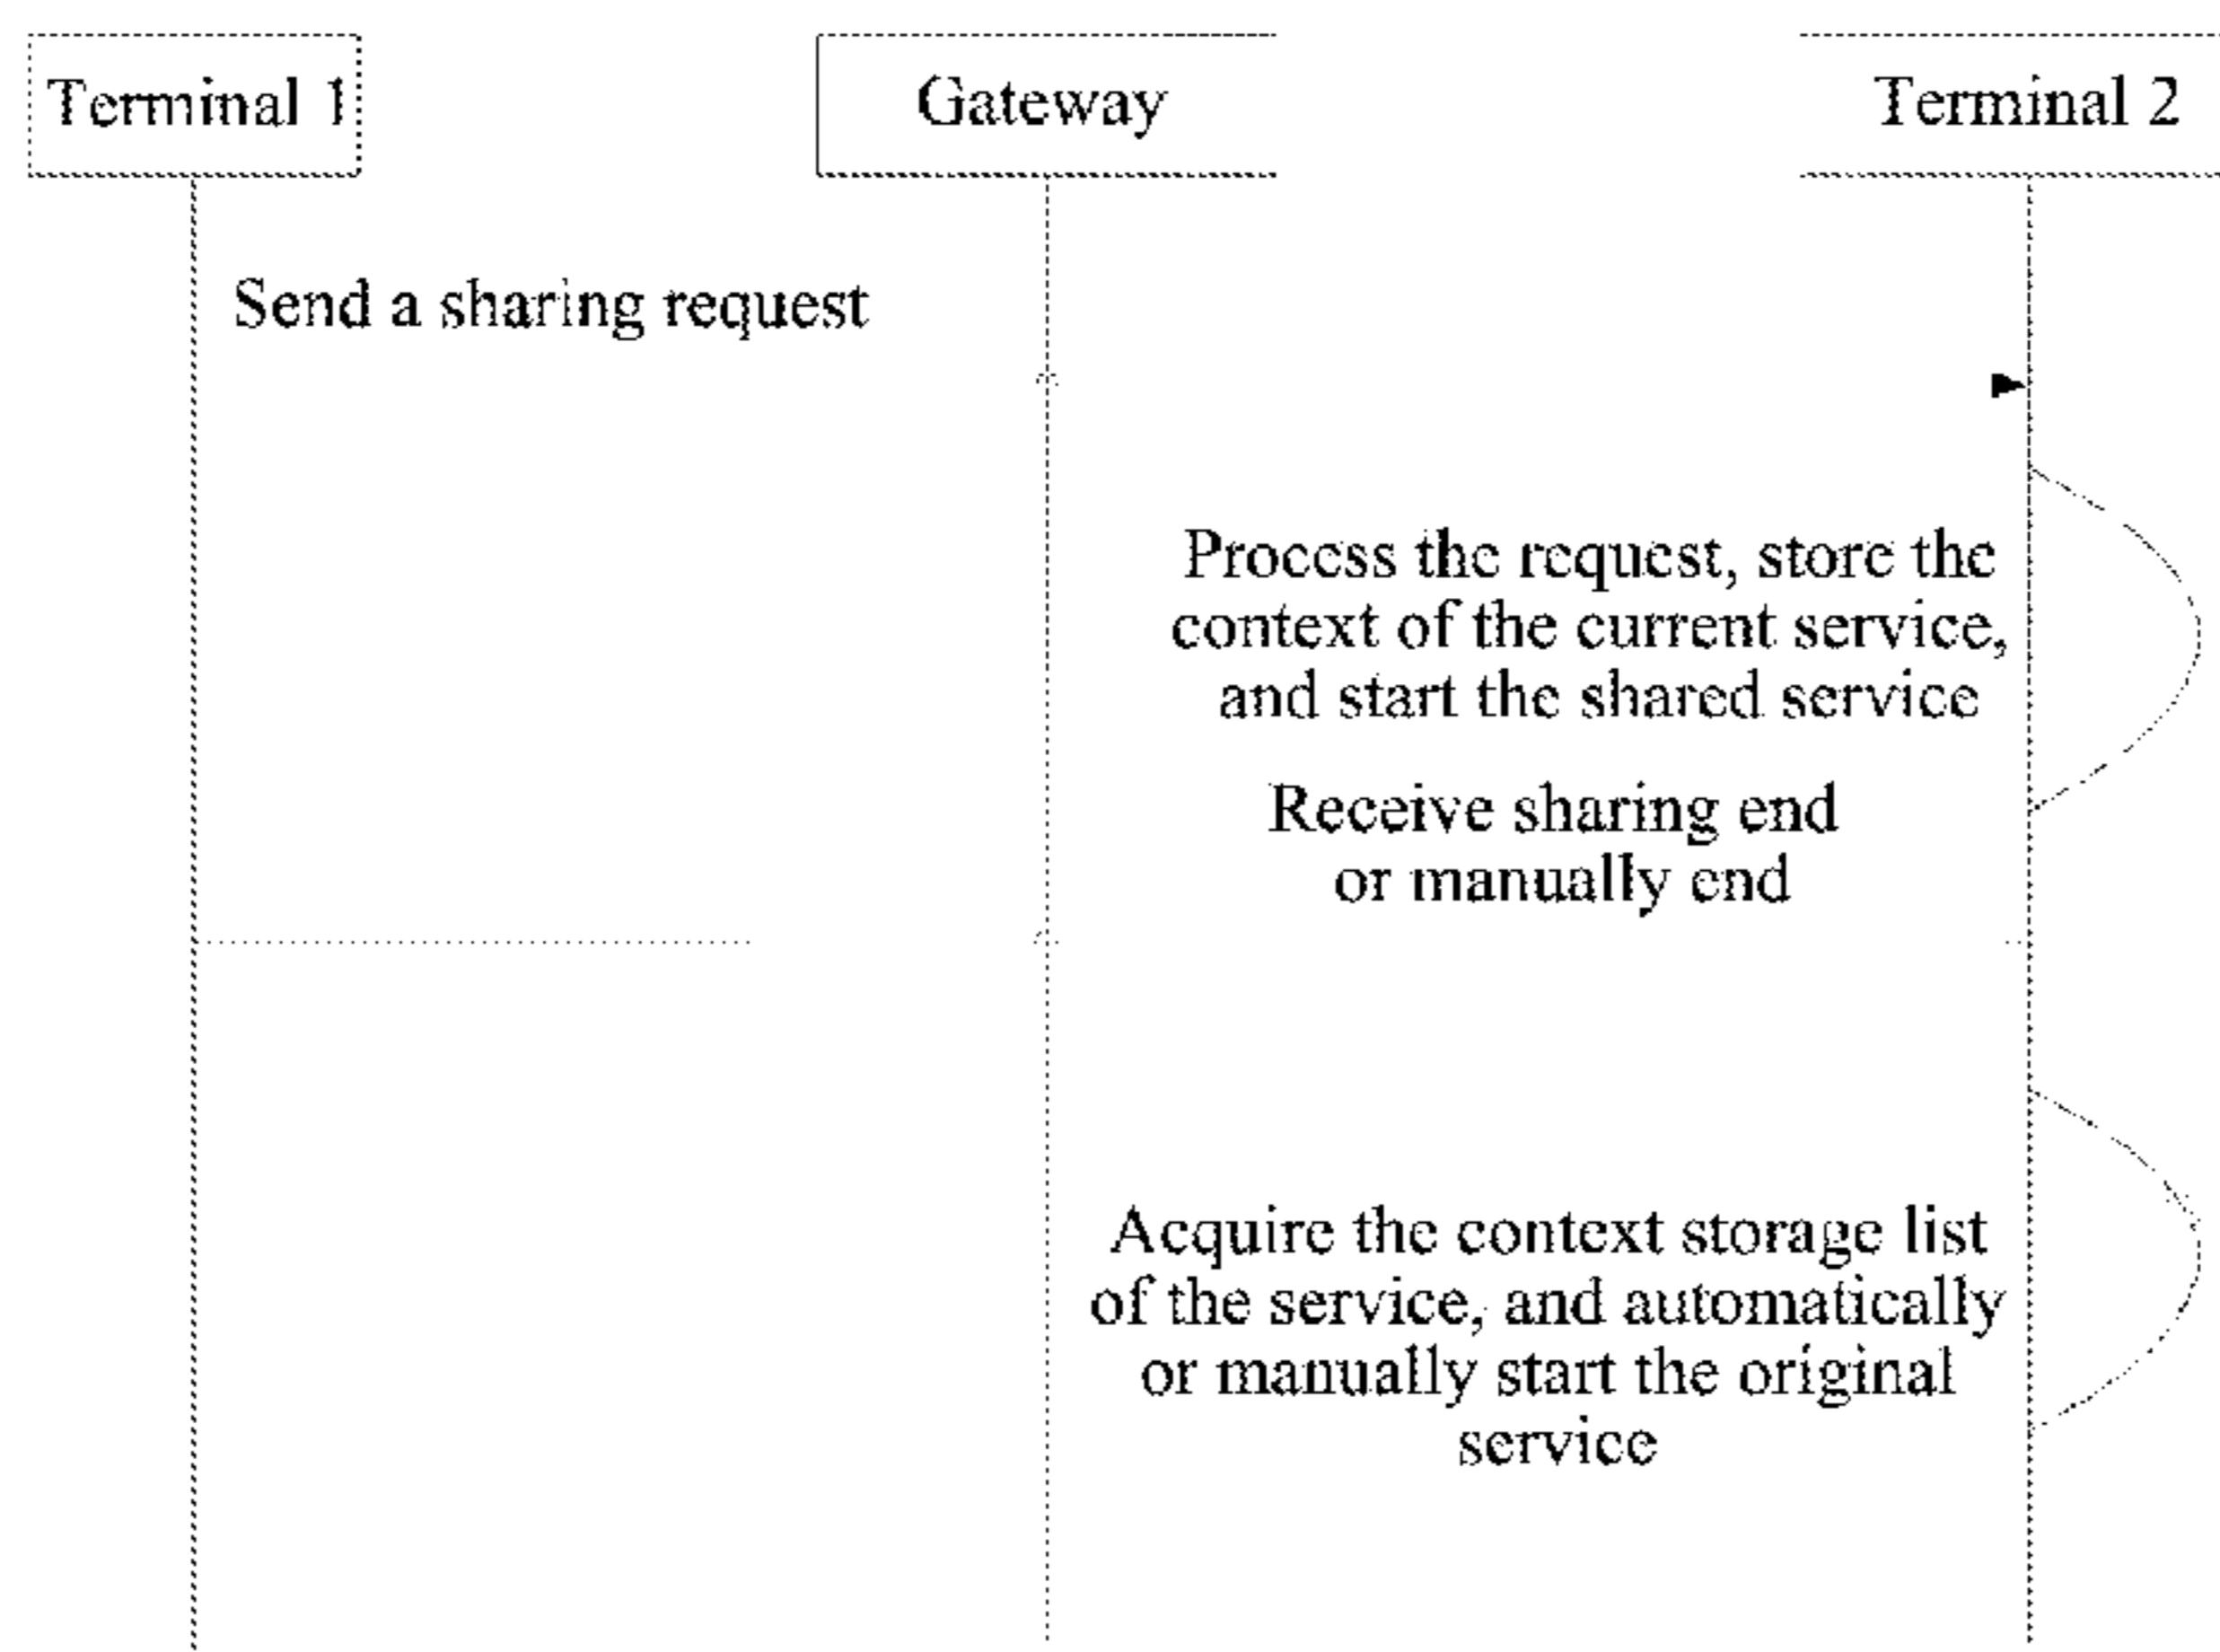 Terminal 1
Gateway
Terminal 2
Send a sharing request
Process the request, store the
context of the current service,
and start the shared service
Receive sharing end
or manually end
Acquire the context storage list
of the service, and automatically
or manually start the original
service